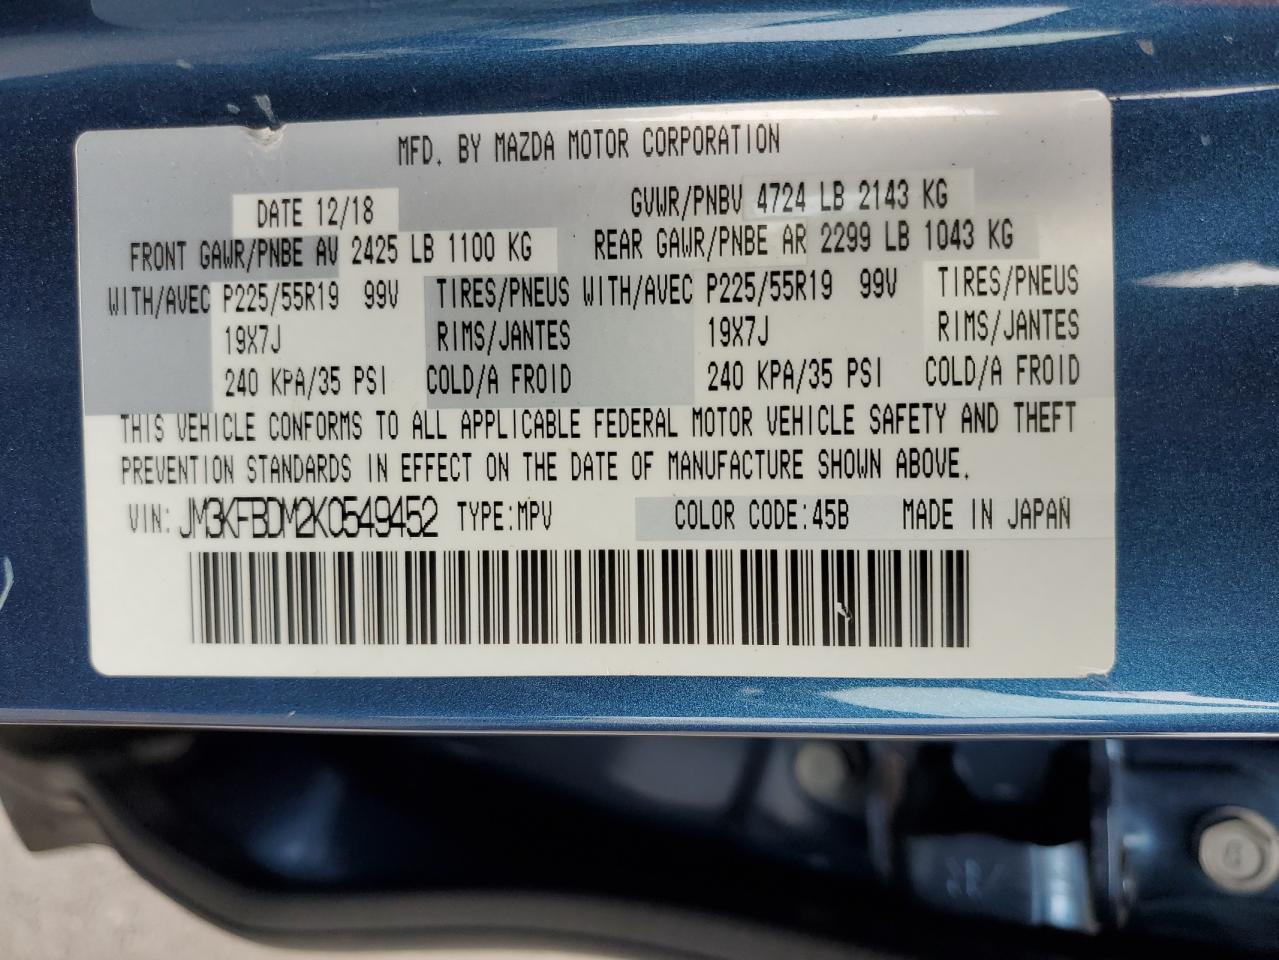 MFD. BY MAZDA MOTOR CORPORATION
DATE 12/18 GVWR/PNBV 4724 LB 2143 KG
FRONT GAWR/PNBE AV 2425 LB 1100 KG REAR GAWR/PNBE AR 2299 LB 1043 KG
WITH/AVEC P225/55R19 99V TIRES/PNEUS WITH/AVEC P225/55R19 99V TIRES/PNEUS
19X7J RIMS/JANTES 19X7J RIMS/JANTES
240 KPA/35 PSI COLD/A FROID 240 KPA/35 PSI COLD/A FROID
THIS VEHICLE CONFORMS TO ALL APPLICABLE FEDERAL MOTOR VEHICLE SAFETY AND THEFT
PREVENTION STANDARDS IN EFFECT ON THE DATE OF MANUFACTURE SHOWN ABOVE.
VIN: JM3KFBDM2K0549452 TYPE:MPV COLOR CODE:45B MADE IN JAPAN